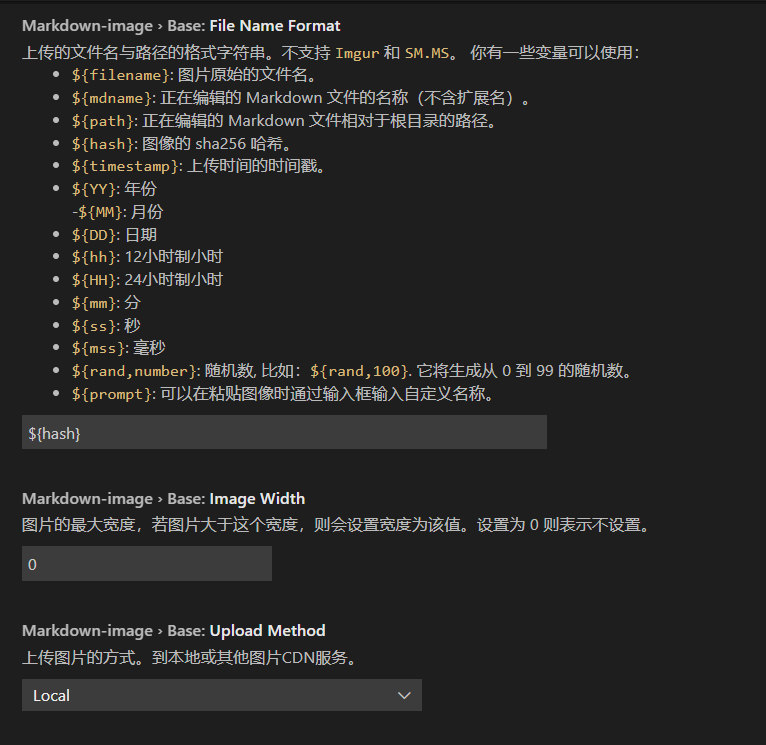 Markdown-image › Base: File Name Format
上传的文件名与路径的格式字符串。不支持 Imgur 和 SM.MS。 你有一些变量可以使用：
${filename}: 图片原始的文件名。
${mdname}: 正在编辑的 Markdown 文件的名称（不含扩展名）。
${path}: 正在编辑的 Markdown 文件相对于根目录的路径。
${hash}: 图像的 sha256 哈希。
${timestamp}: 上传时间的时间戳。
${YY}: 年份
-${MM}: 月份
${DD}: 日期
${hh}: 12小时制小时
${HH}: 24小时制小时
${mm}: 分
${ss}: 秒
${mss}: 毫秒
${rand,number}: 随机数, 比如：${rand,100}. 它将生成从 0 到 99 的随机数。
${prompt}: 可以在粘贴图像时通过输入框输入自定义名称。
${hash}
Markdown-image › Base: Image Width
图片的最大宽度，若图片大于这个宽度，则会设置宽度为该值。设置为 0 则表示不设置。
0
Markdown-image › Base: Upload Method
上传图片的方式。到本地或其他图片CDN服务。
Local